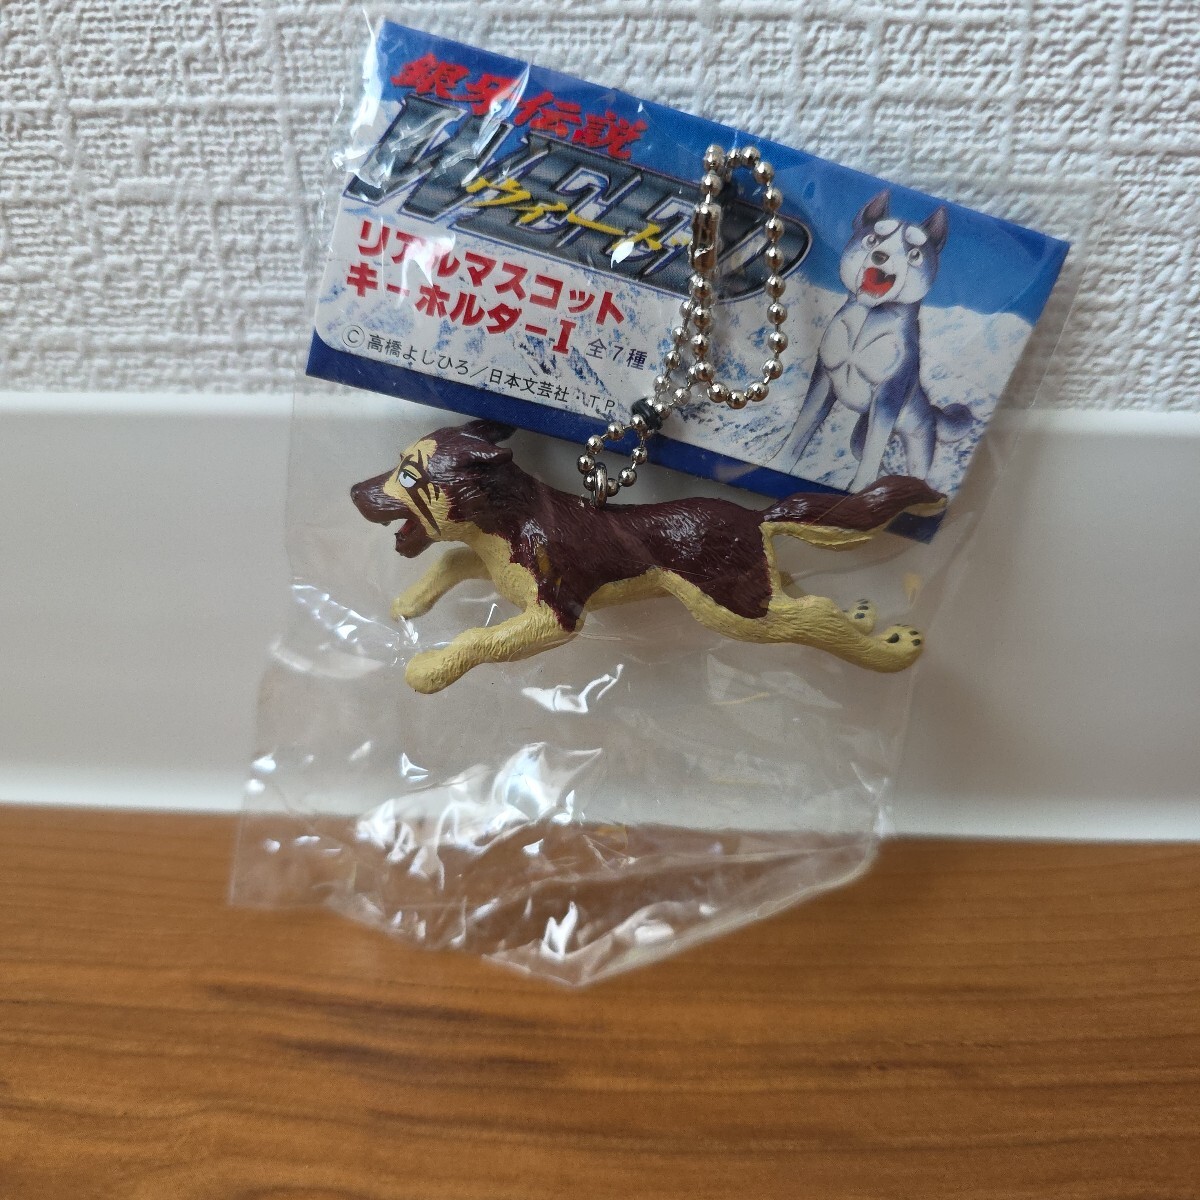 銀牙伝説
WEED
ウィード
リアルマスコット
キーホルダーI 全7種
©高橋よしひろ/日本文芸社・T.P